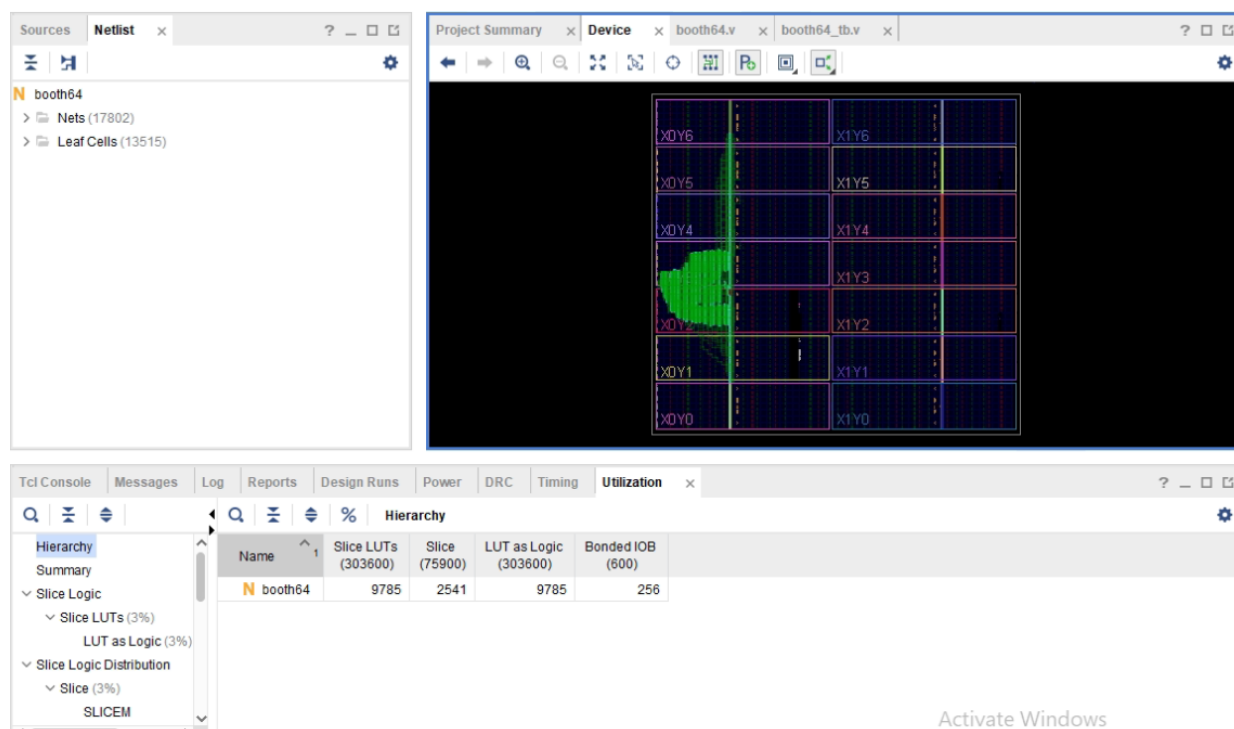 Sources Netlist × ? _
N booth64
Nets (17802)
Leaf Cells (13515)
Project Summary × Device × booth64.v × booth64_tb.v × ?
X0Y6 X1Y6
X0Y5 X1Y5
X0Y4 X1Y4
X1Y3
X0Y2 X1Y2
X0Y1 X1Y1
X0Y0 X1Y0
Tcl Console Messages Log Reports Design Runs Power DRC Timing Utilization × ? _
% Hierarchy
Hierarchy
Summary
Slice Logic
Slice LUTs (3%)
LUT as Logic (3%)
Slice Logic Distribution
Slice (3%)
SLICEM
Name 1 Slice LUTs (303600) Slice (75900) LUT as Logic (303600) Bonded IOB (600)
N booth64 9785 2541 9785 256
Activate Windows